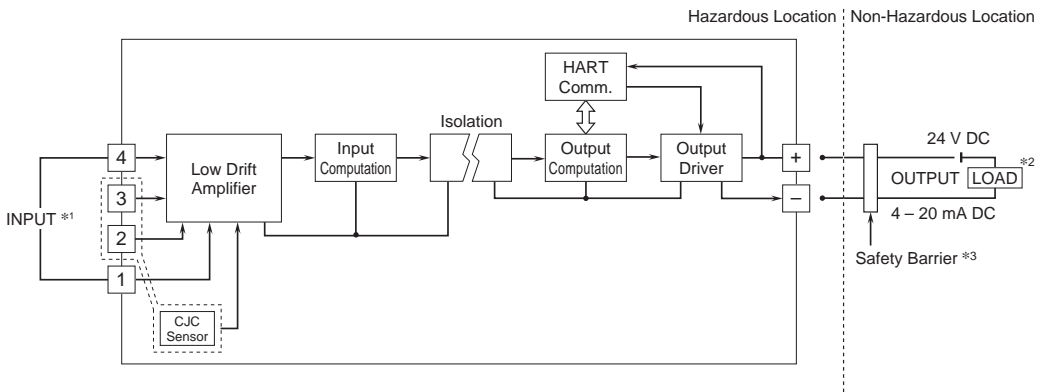 Hazardous Location
Non-Hazardous Location
HART
Comm.
Isolation
4
3
2
1
INPUT *1
Low Drift
Amplifier
Input
Computation
Output
Computation
Output
Driver
+
–
24 V DC
OUTPUT
LOAD
*2
4 – 20 mA DC
Safety Barrier *3
CJC
Sensor